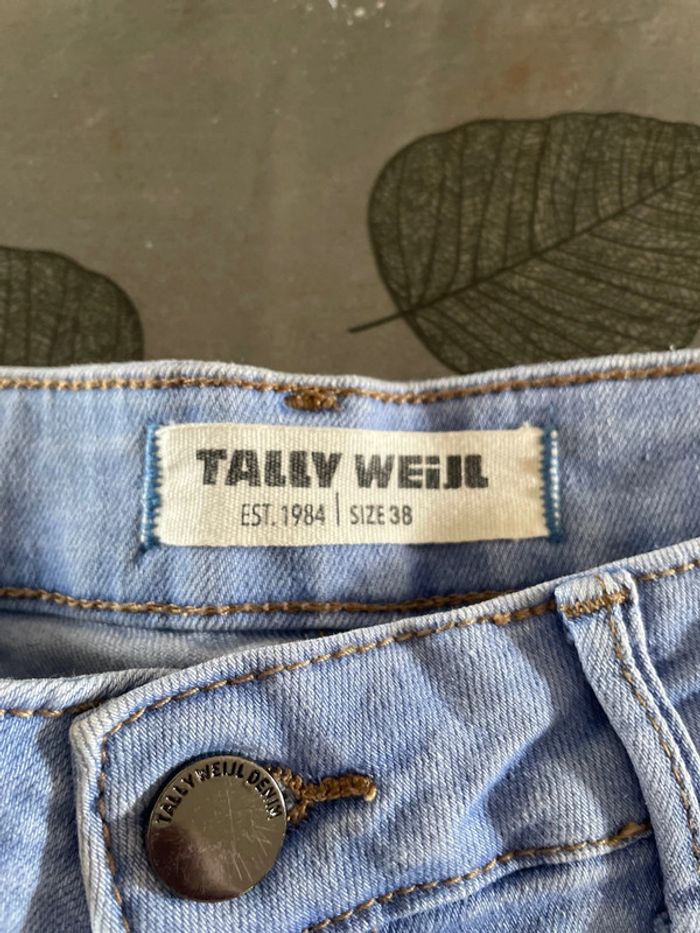 TALLY WEiJL
EST. 1984 | SIZE 38
TALLY WEIJL DENIM